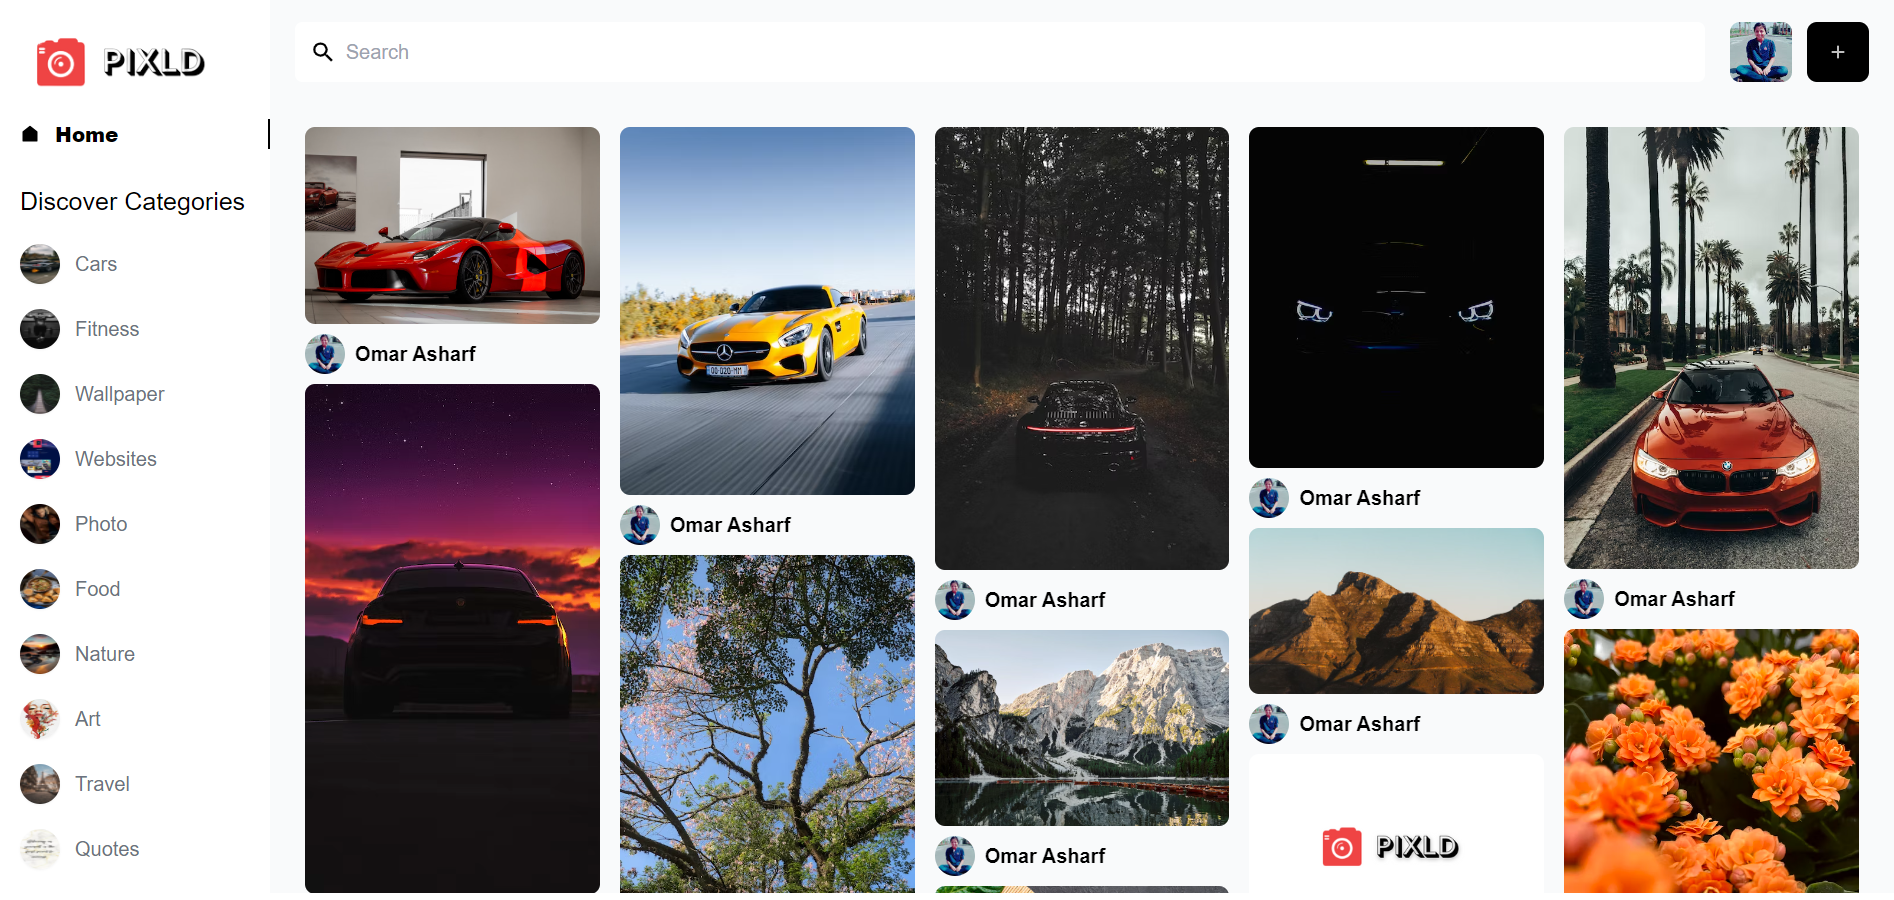 PIXLD
Search
+
Home
Discover Categories
Cars
Fitness
Wallpaper
Websites
Photo
Food
Nature
Art
Travel
Quotes
Omar Asharf
Omar Asharf
Omar Asharf
Omar Asharf
Omar Asharf
Omar Asharf
Omar Asharf
PIXLD